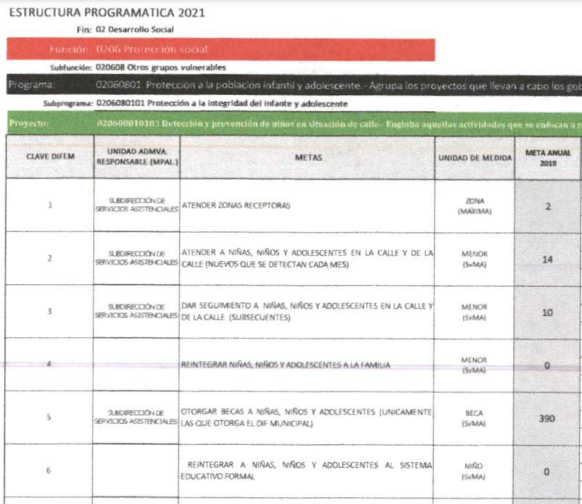 ESTRUCTURA PROGRAMATICA 2021
Fin: 02 Desarrollo Social
Función: 0206 Protección social
Subfunción: 020608 Otros grupos vulnerables
Programa: 02060801 Protección a la población infantil y adolescente.- Agrupa los proyectos que llevan a cabo los gob
Subprograma: 0206080101 Protección a la integridad del infante y adolescente
Proyecto: 020608010103 Detección y prevención de niños en situación de calle- Engloba aquellas actividades que se enfocan a
CLAVE DIFEM
UNIDAD ADMVA.
RESPONSABLE (MPAL.)
METAS
UNIDAD DE MEDIDA
META ANUAL
2019
1
SUBDIRECCIÓN DE
SERVICIOS ASISTENCIALES
ATENDER ZONAS RECEPTORAS
ZONA
(MÁXIMA)
2
2
SUBDIRECCIÓN DE
SERVICIOS ASISTENCIALES
ATENDER A NIÑAS, NIÑOS Y ADOLESCENTES EN LA CALLE Y DE LA
CALLE (NUEVOS QUE SE DETECTAN CADA MES)
MENOR
(SvMA)
14
3
SUBDIRECCIÓN DE
SERVICIOS ASISTENCIALES
DAR SEGUIMIENTO A NIÑAS, NIÑOS Y ADOLESCENTES EN LA CALLE Y
DE LA CALLE (SUBSECUENTES)
MENOR
(SvMA)
10
4
REINTEGRAR NIÑAS, NIÑOS Y ADOLESCENTES A LA FAMILIA
MENOR
(SvMA)
0
5
SUBDIRECCIÓN DE
SERVICIOS ASISTENCIALES
OTORGAR BECAS A NIÑAS, NIÑOS Y ADOLESCENTES (UNICAMENTE
LAS QUE OTORGA EL DIF MUNICIPAL)
BECA
(SvMA)
390
6
REINTEGRAR A NIÑAS, NIÑOS Y ADOLESCENTES AL SISTEMA
EDUCATIVO FORMAL
NIÑO
(SvMA)
0